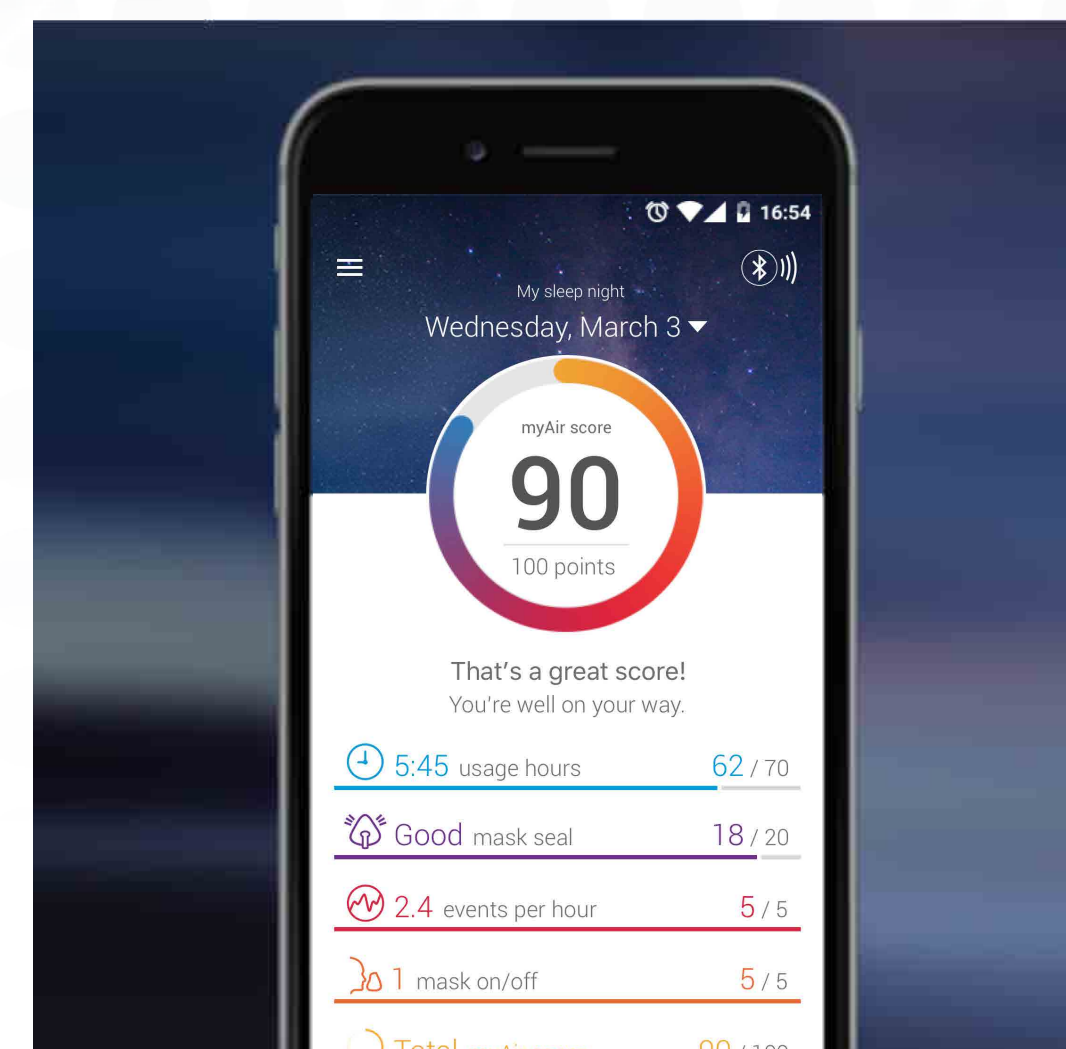 16:54
My sleep night
Wednesday, March 3
myAir score
90
100 points
That's a great score!
You're well on your way.
5:45 usage hours 62 / 70
Good mask seal 18 / 20
2.4 events per hour 5 / 5
1 mask on/off 5 / 5
Total